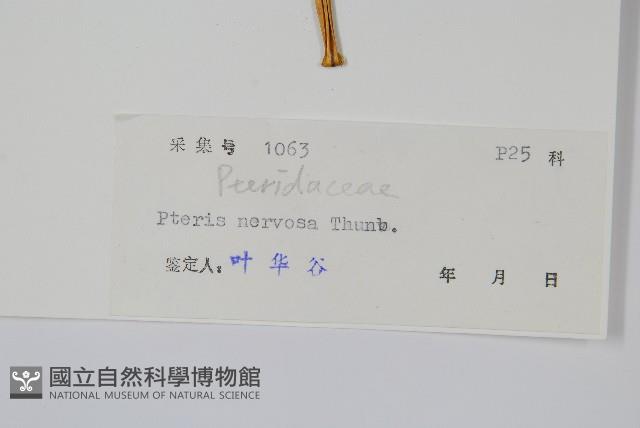 采集号 1063 P25 科
Pteridaceae
Pteris nervosa Thunb.
鉴定人: 叶华谷 年 月 日
國立自然科學博物館
NATIONAL MUSEUM OF NATURAL SCIENCE